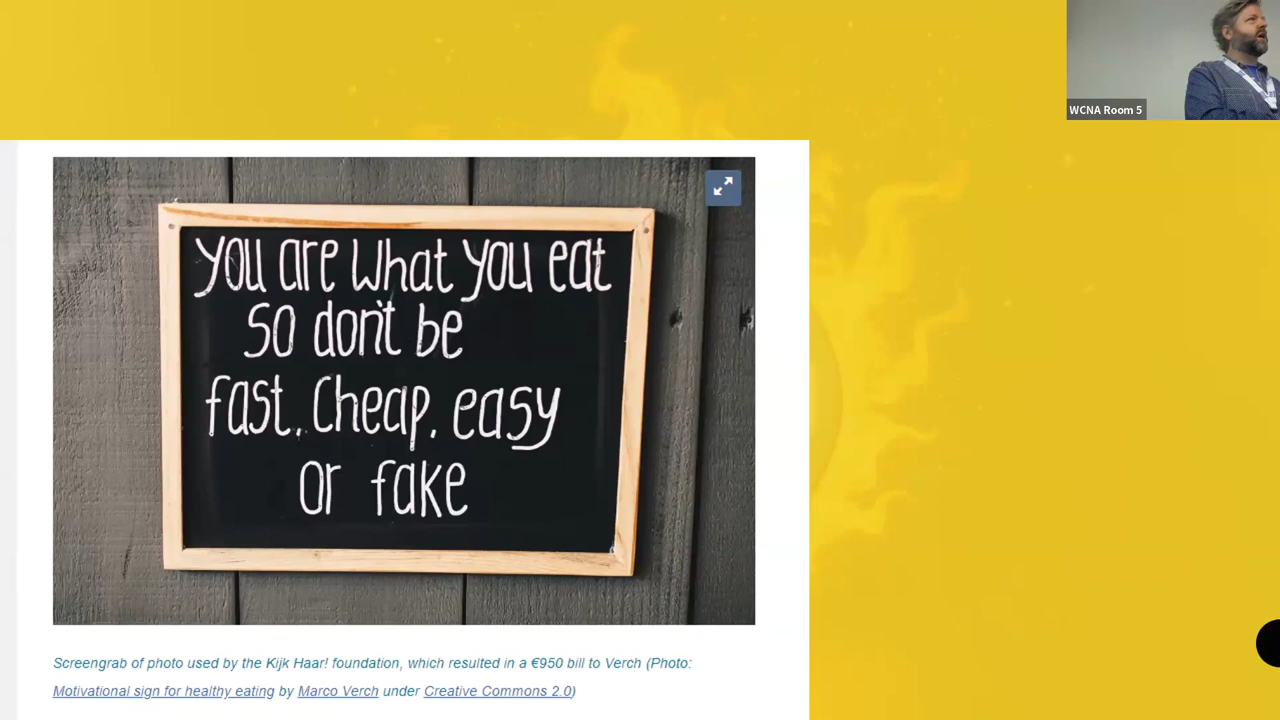 WCNA Room 5
you are What you eat
so don't be
fast, Cheap, easy
or fake
Screengrab of photo used by the Kijk Haar! foundation, which resulted in a €950 bill to Verch (Photo:
Motivational sign for healthy eating by Marco Verch under Creative Commons 2.0)